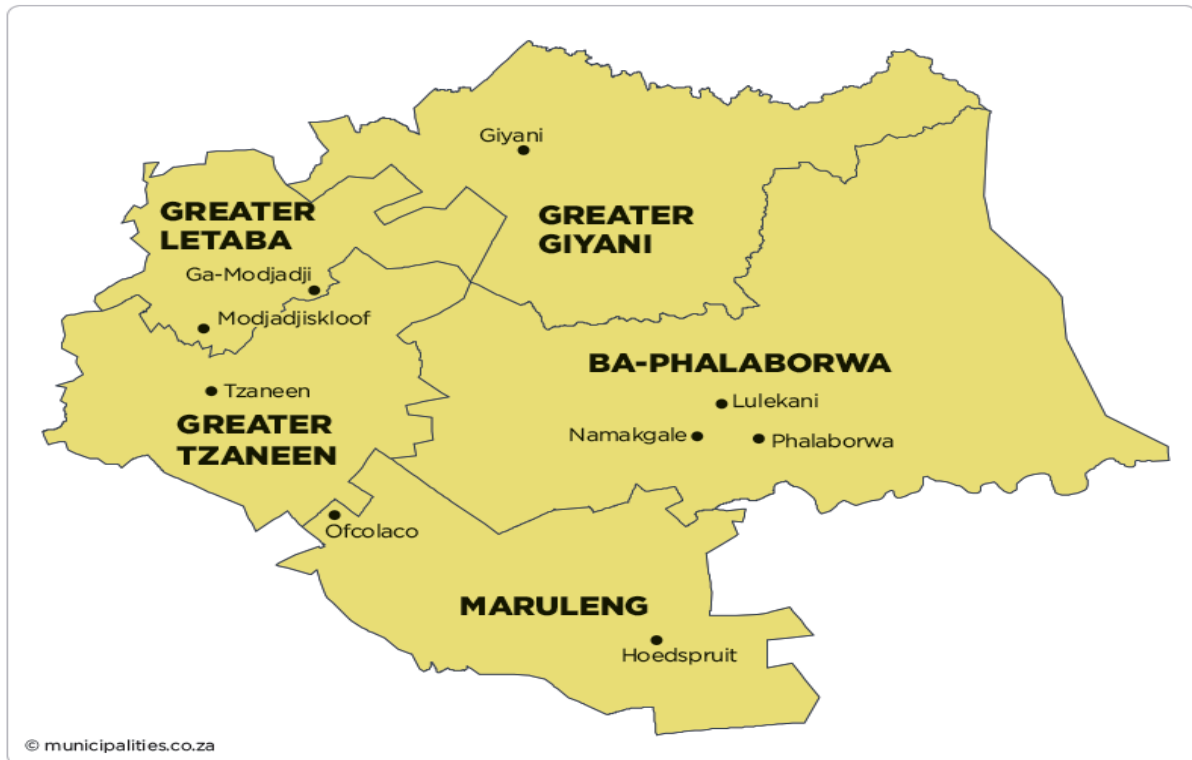 Giyani
GREATER
LETABA
GREATER
GIYANI
Ga-Modjadji
Modjadjiskloof
BA-PHALABORWA
Tzaneen
Lulekani
GREATER
TZANEEN
Namakgale
Phalaborwa
Ofcolaco
MARULENG
Hoedspruit
© municipalities.co.za